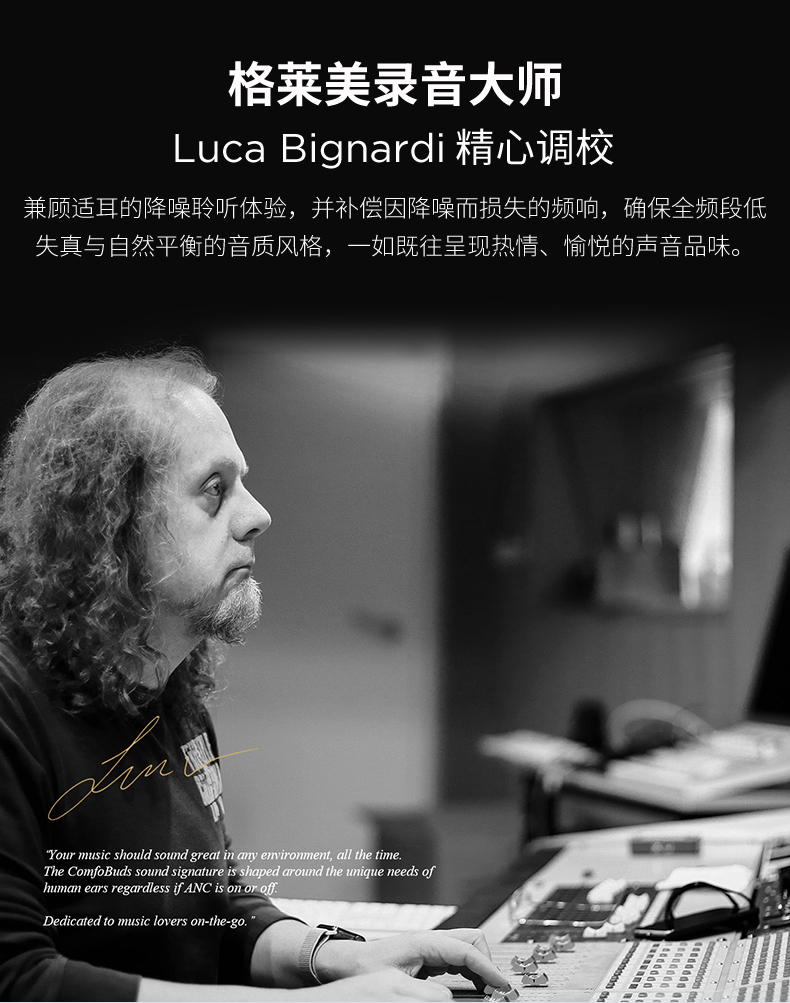 格莱美录音大师
Luca Bignardi 精心调校
兼顾适耳的降噪聆听体验，并补偿因降噪而损失的频响，确保全频段低
失真与自然平衡的音质风格，一如既往呈现热情、愉悦的声音品味。
"Your music should sound great in any environment, all the time.
The ComfoBuds sound signature is shaped around the unique needs of
human ears regardless if ANC is on or off.
Dedicated to music lovers on-the-go."